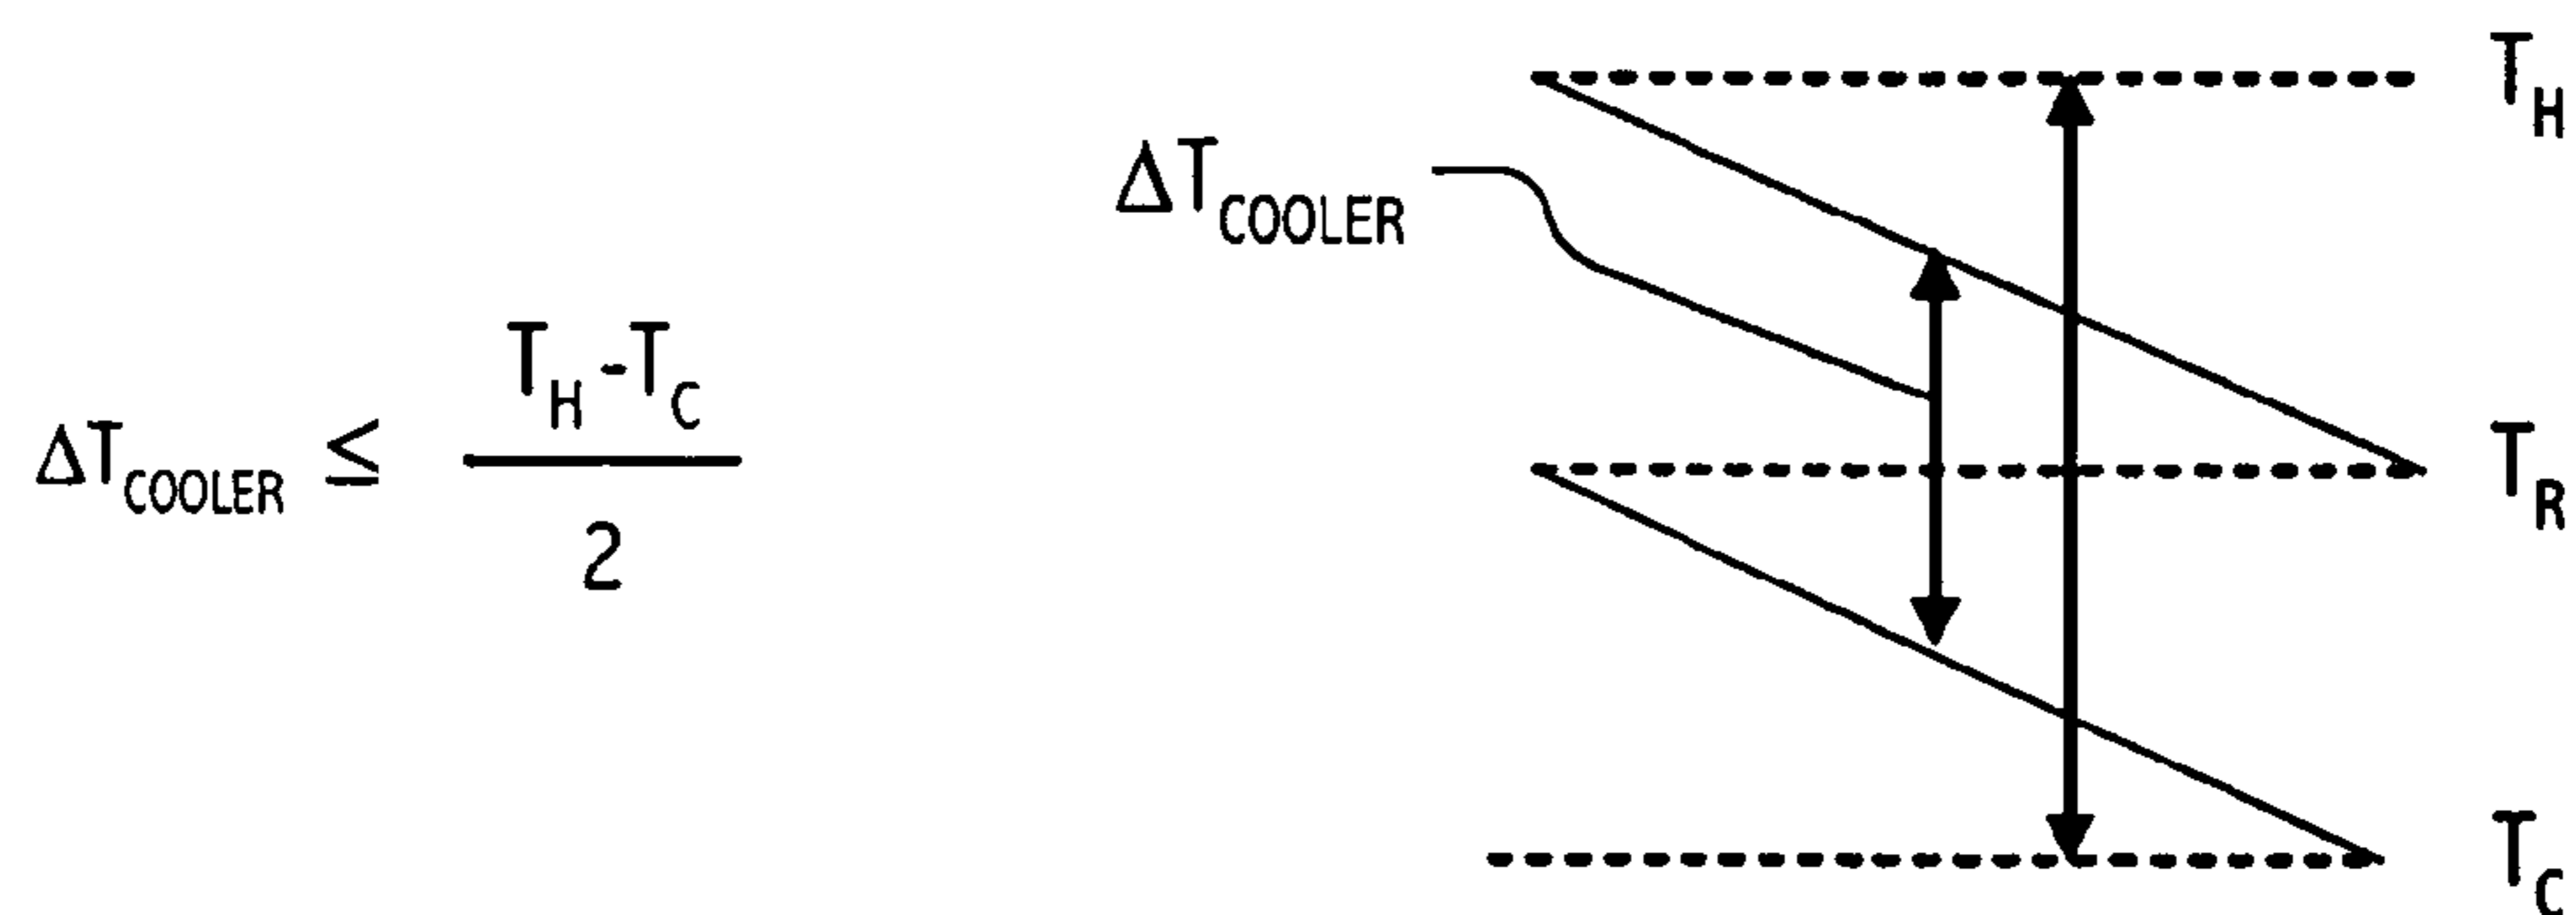 ΔT_COOLER ≤ (T_H - T_C) / 2
ΔT_COOLER
T_H
T_R
T_C